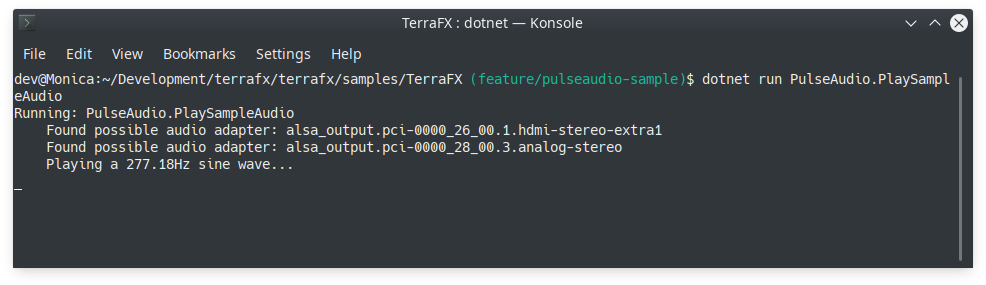 TerraFX : dotnet — Konsole
File Edit View Bookmarks Settings Help
dev@Monica:~/Development/terrafx/terrafx/samples/TerraFX (feature/pulseaudio-sample)$ dotnet run PulseAudio.PlaySampl
eAudio
Running: PulseAudio.PlaySampleAudio
    Found possible audio adapter: alsa_output.pci-0000_26_00.1.hdmi-stereo-extra1
    Found possible audio adapter: alsa_output.pci-0000_28_00.3.analog-stereo
    Playing a 277.18Hz sine wave...